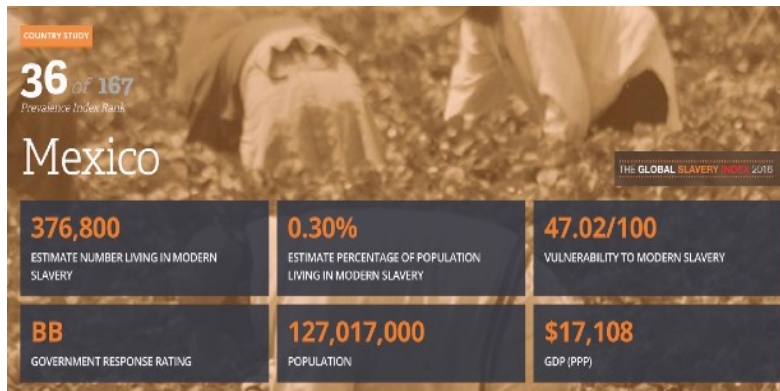 COUNTRY STUDY
36 of 167
Prevalence Index Rank
Mexico
THE GLOBAL SLAVERY INDEX 2016
376,800
ESTIMATE NUMBER LIVING IN MODERN
SLAVERY
0.30%
ESTIMATE PERCENTAGE OF POPULATION
LIVING IN MODERN SLAVERY
47.02/100
VULNERABILITY TO MODERN SLAVERY
BB
GOVERNMENT RESPONSE RATING
127,017,000
POPULATION
$17,108
GDP (PPP)